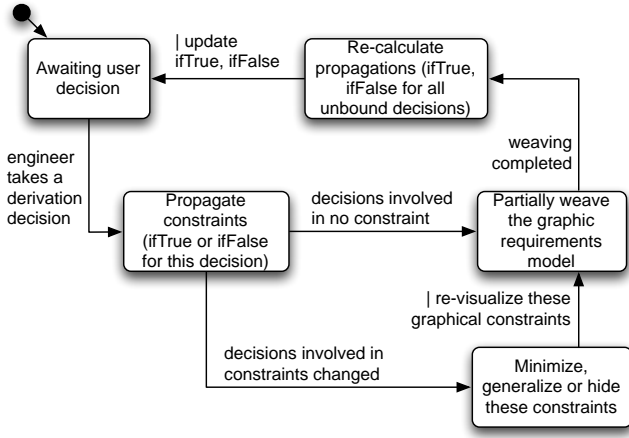 | update
ifTrue, ifFalse
Re-calculate
propagations (ifTrue,
ifFalse for all
unbound decisions)
Awaiting user
decision
engineer
takes a
derivation
decision
weaving
completed
Propagate
constraints
(ifTrue or ifFalse
for this decision)
decisions involved
in no constraint
Partially weave
the graphic
requirements
model
| re-visualize these
graphical constraints
decisions involved in
constraints changed
Minimize,
generalize or hide
these constraints